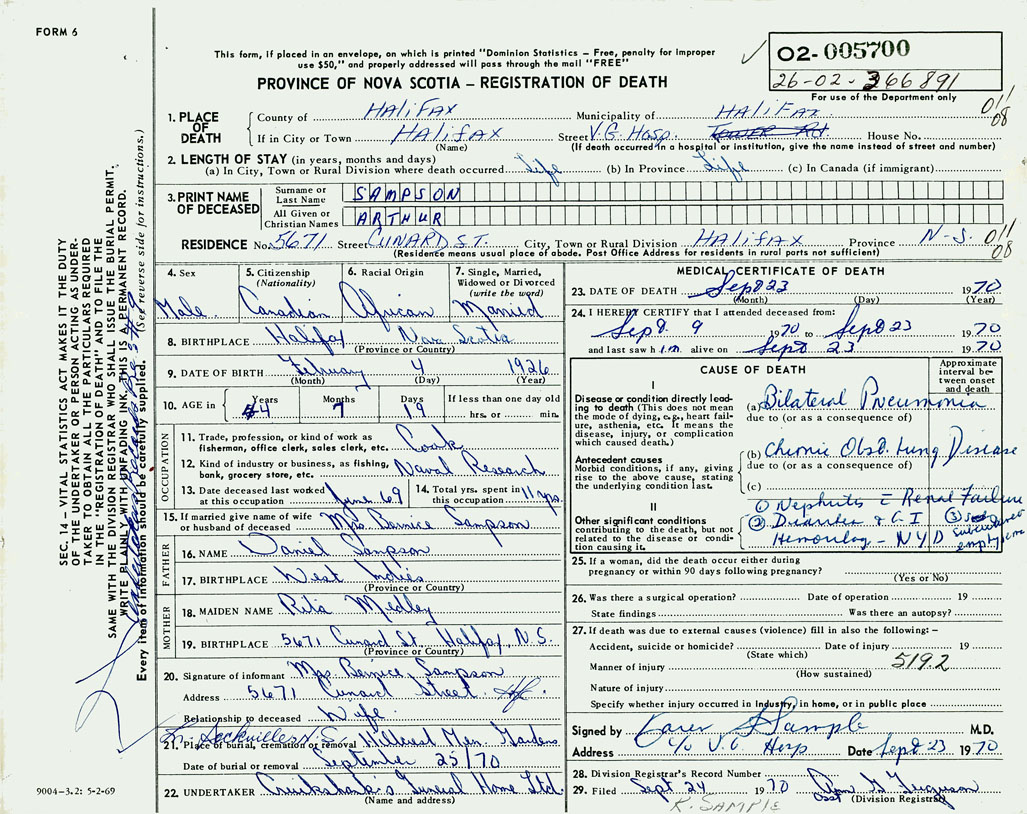 FORM 6
This form, if placed in an envelope, on which is printed "Dominion Statistics – Free, penalty for improper
use $50," and properly addressed will pass through the mail "FREE"
PROVINCE OF NOVA SCOTIA – REGISTRATION OF DEATH
02-005700
26-02-366891
For use of the Department only
011
08
1. PLACE OF DEATH
County of HALIFAX Municipality of HALIFAX
If in City or Town HALIFAX Street V.G. Hosp. House No.
(Name) (If death occurred in a hospital or institution, give the name instead of street and number)
2. LENGTH OF STAY (in years, months and days)
(a) In City, Town or Rural Division where death occurred Life (b) In Province Life (c) In Canada (if immigrant)
3. PRINT NAME OF DECEASED
Surname or Last Name SAMPSON
All Given or Christian Names ARTHUR
RESIDENCE No. 5671 Street CUNARD ST. City, Town or Rural Division HALIFAX Province N.S. 011
08
(Residence means usual place of abode. Post Office Address for residents in rural parts not sufficient)
4. Sex
Male
5. Citizenship
(Nationality)
Canadian
6. Racial Origin
African
7. Single, Married,
Widowed or Divorced
(write the word)
Married
8. BIRTHPLACE Halifax Nova Scotia
(Province or Country)
9. DATE OF BIRTH February 4 1926
(Month) (Day) (Year)
10. AGE in Years Months Days If less than one day old
44 7 19 hrs. or min.
OCCUPATION
11. Trade, profession, or kind of work as
fisherman, office clerk, sales clerk, etc. Cook
12. Kind of industry or business, as fishing,
bank, grocery store, etc. Naval Research
13. Date deceased last worked
at this occupation June 69
14. Total yrs. spent in
this occupation 11 yrs.
15. If married give name of wife
or husband of deceased Mrs. Bernice Sampson
FATHER
16. NAME Daniel Sampson
17. BIRTHPLACE West Indies
(Province or Country)
MOTHER
18. MAIDEN NAME Rita Medley
19. BIRTHPLACE 5671 Cunard St. Halifax, N.S.
(Province or Country)
20. Signature of informant Mrs. Bernice Sampson
Address 5671 Cunard Street Hfx.
Relationship to deceased Wife
Sackville N.S.
21. Place of burial, cremation or removal Hillcrest Mem. Gardens
Date of burial or removal September 25/70
22. UNDERTAKER Cruikshank's Funeral Home Ltd.
(Name and address)
MEDICAL CERTIFICATE OF DEATH
23. DATE OF DEATH Sept 23 1970
(Month) (Day) (Year)
24. I HEREBY CERTIFY that I attended deceased from:
Sept 9 1970 to Sept 23 1970
and last saw him alive on Sept 23 1970
CAUSE OF DEATH
Approximate
interval be-
tween onset
and death
I
Disease or condition directly lead-
ing to death (This does not mean
the mode of dying, e.g., heart fail-
ure, asthenia, etc. It means the
disease, injury, or complication
which caused death.)
(a) Bilateral Pneumonia
due to (or as a consequence of)
Antecedent causes
Morbid conditions, if any, giving
rise to the above cause, stating
the underlying condition last.
(b) Chronic Obst. Lung Disease
due to (or as a consequence of)
(c)
II
Other significant conditions
contributing to the death, but not
related to the disease or condi-
tion causing it.
① Nephritis c̄ Renal Failure
② Diarrhea & G.I
Hemorrhage – NYD
③ subcutaneous
emphysema
25. If a woman, did the death occur either during
pregnancy or within 90 days following pregnancy?
(Yes or No)
26. Was there a surgical operation? Date of operation 19
State findings Was there an autopsy?
27. If death was due to external causes (violence) fill in also the following: –
Accident, suicide or homicide? Date of injury 19
(State which)
Manner of injury 519.2
(How sustained)
Nature of injury
Specify whether injury occurred in Industry, in home, or in public place
Signed by Karen Sample M.D.
Address c/o V.G. Hosp Date Sept 23 1970
28. Division Registrar's Record Number
29. Filed Sept 24 1970 Ferguson
(Division Registrar)
K. SAMPLE
9004–3.2: 5-2-69
SEC. 14 – VITAL STATISTICS ACT MAKES IT THE DUTY
OF THE UNDERTAKER OR PERSON ACTING AS UNDER-
TAKER TO OBTAIN ALL THE PARTICULARS REQUIRED
IN THE "REGISTRATION OF DEATH" AND TO FILE THE
SAME WITH THE DIVISION REGISTRAR WHO SHALL ISSUE THE BURIAL PERMIT.
WRITE PLAINLY WITH UNFADING INK. THIS IS A PERMANENT RECORD.
Every item of information should be carefully supplied. (See reverse side for instructions.)